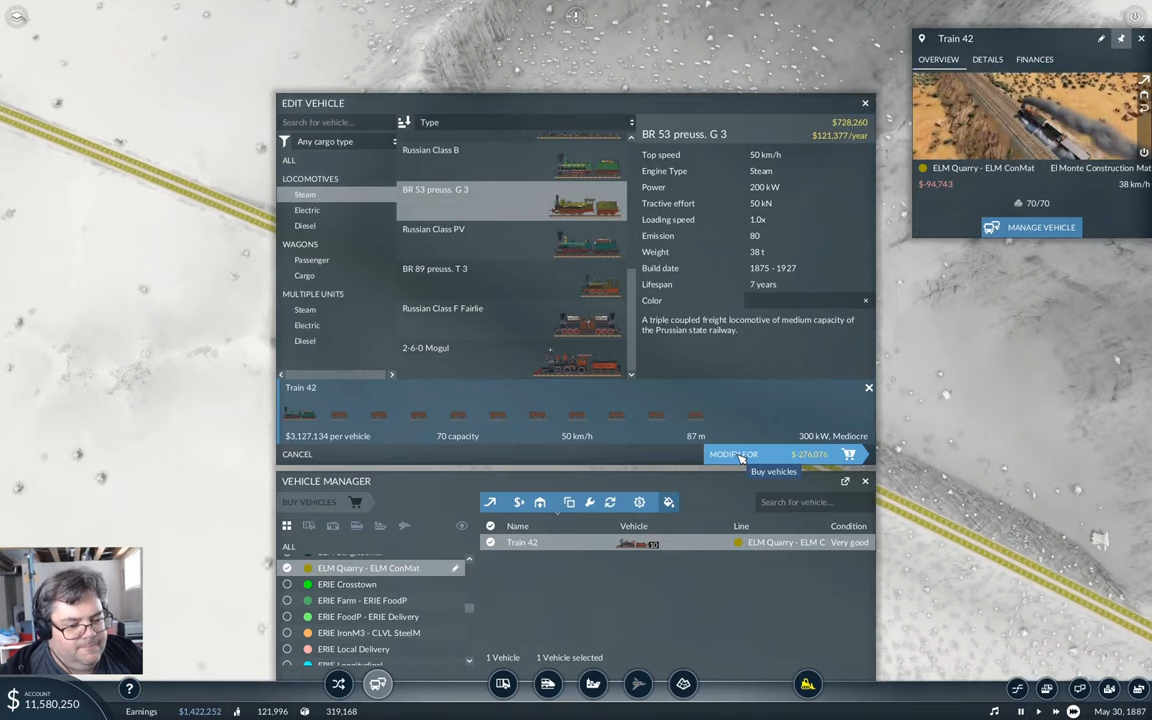 Train 42
OVERVIEW DETAILS FINANCES
ELM Quarry - ELM ConMat El Monte Construction Mat
$-94,743 38 km/h
70/70
MANAGE VEHICLE
EDIT VEHICLE
Search for vehicle...
Type
Any cargo type
ALL
LOCOMOTIVES
Steam
Electric
Diesel
WAGONS
Passenger
Cargo
MULTIPLE UNITS
Steam
Electric
Diesel
Russian Class B
BR 53 preuss. G 3
Russian Class PV
BR 89 preuss. T 3
Russian Class F Fairlie
2-6-0 Mogul
$728,260
BR 53 preuss. G 3
$121,377/year
Top speed 50 km/h
Engine Type Steam
Power 200 kW
Tractive effort 50 kN
Loading speed 1.0x
Emission 80
Weight 38 t
Build date 1875 - 1927
Lifespan 7 years
Color
A triple coupled freight locomotive of medium capacity of
the Prussian state railway.
Train 42
$3,127,134 per vehicle 70 capacity 50 km/h 87 m 300 kW, Mediocre
CANCEL
MODIFY FOR $-276,076
Buy vehicles
VEHICLE MANAGER
BUY VEHICLES
Search for vehicle...
Name Vehicle Line Condition
Train 42 10 ELM Quarry - ELM C Very good
ALL
ELM Quarry - ELM ConMat
ERIE Crosstown
ERIE Farm - ERIE FoodP
ERIE FoodP - ERIE Delivery
ERIE IronM3 - CLVL SteelM
ERIE Local Delivery
ERIE Longitudinal
1 Vehicle 1 Vehicle selected
ACCOUNT
$ 11,580,250
?
Earnings $1,422,252 121,996 319,168
May 30, 1887